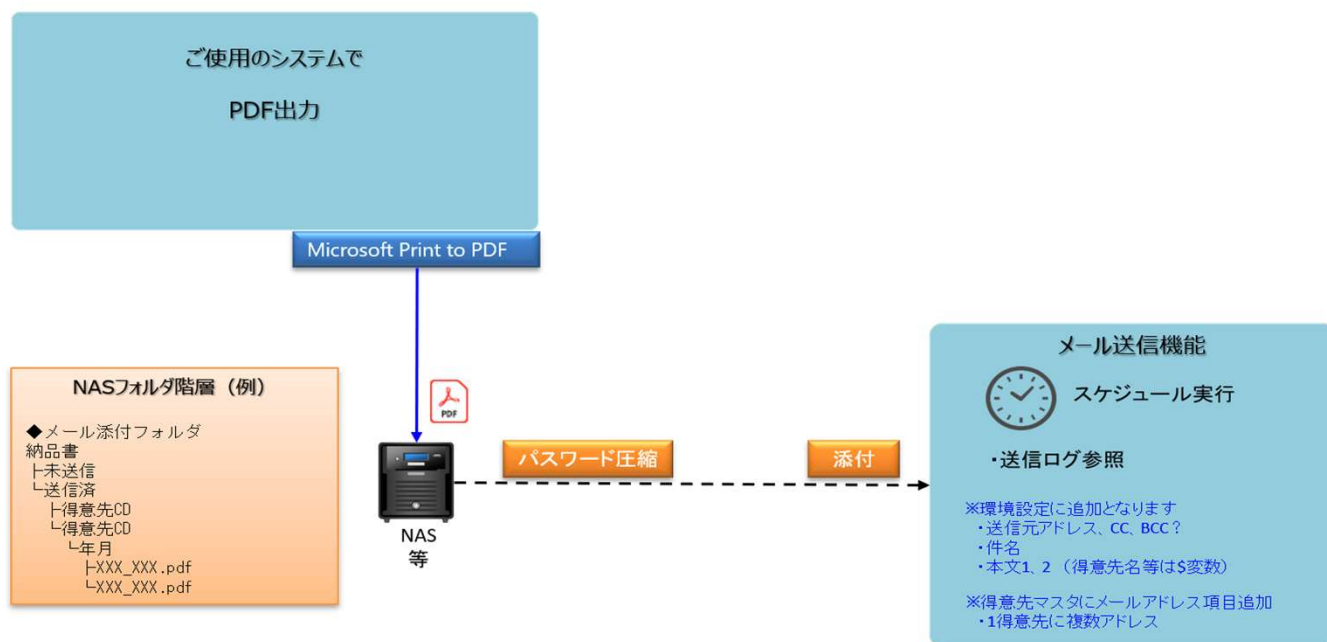 ご使用のシステムで
PDF出力
Microsoft Print to PDF
NASフォルダ階層（例）
◆メール添付フォルダ
納品書
├未送信
└送信済
├得意先CD
└得意先CD
└年月
├XXX_XXX.pdf
└XXX_XXX.pdf
PDF
NAS
等
パスワード圧縮
添付
メール送信機能
スケジュール実行
・送信ログ参照
※環境設定に追加となります
・送信元アドレス、CC、BCC？
・件名
・本文1、2 （得意先名等は$変数）
※得意先マスタにメールアドレス項目追加
・1得意先に複数アドレス